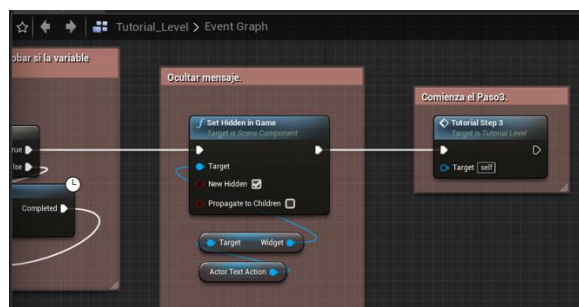 Tutorial_Level > Event Graph
obar si la variable
Ocultar mensaje.
Comienza el Paso3.
Set Hidden in Game
Target is Scene Component
Tutorial Step 3
Target is Tutorial Level
rue
lse
Target
Target self
New Hidden
Propagate to Children
Completed
Target Widget
Actor Text Action